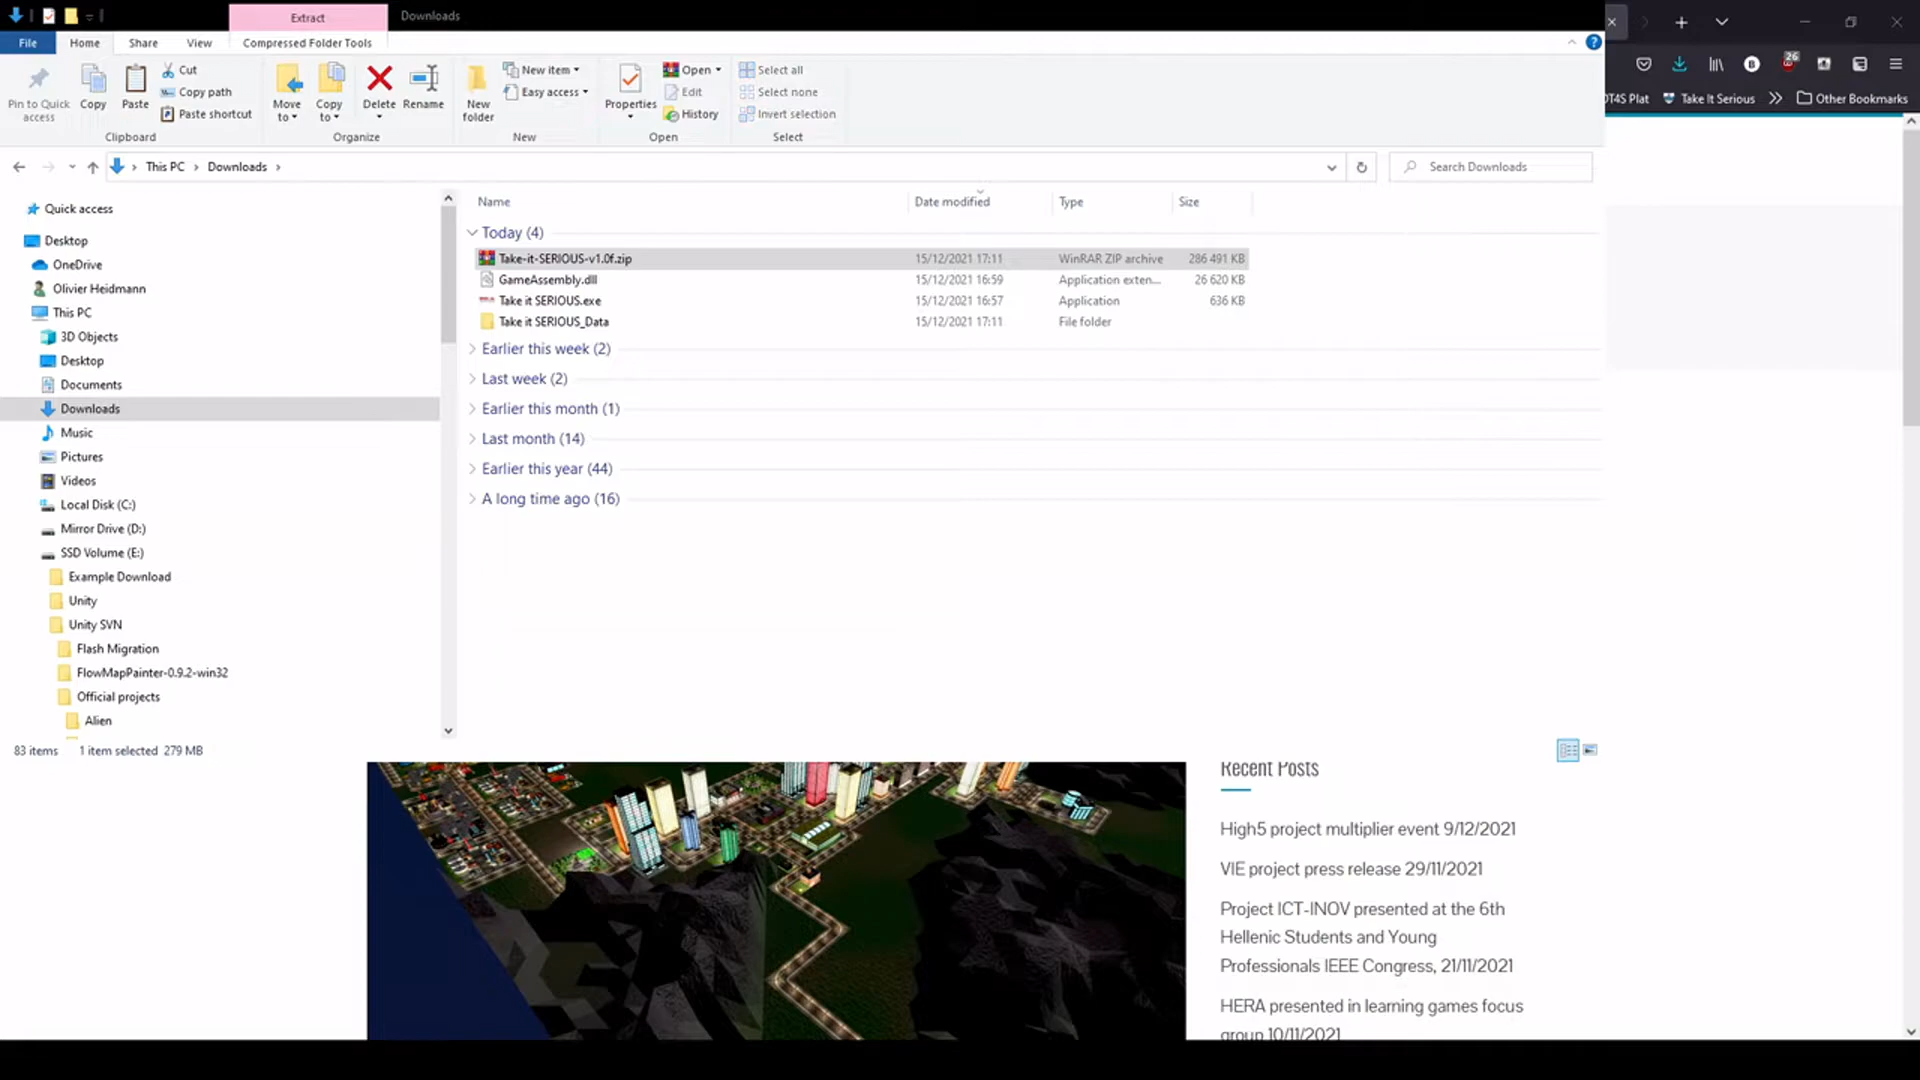 Extract
Downloads
File
Home
Share
View
Compressed Folder Tools
Pin to Quick
access
Copy
Paste
Cut
Copy path
Paste shortcut
Clipboard
Move
to
Copy
to
Delete
Rename
Organize
New
folder
New item
Easy access
New
Properties
Open
Edit
History
Open
Select all
Select none
Invert selection
Select
26
Take It Serious
Other Bookmarks
This PC > Downloads >
Search Downloads
Quick access
Desktop
OneDrive
Olivier Heidmann
This PC
3D Objects
Desktop
Documents
Downloads
Music
Pictures
Videos
Local Disk (C:)
Mirror Drive (D:)
SSD Volume (E:)
Example Download
Unity
Unity SVN
Flash Migration
FlowMapPainter-0.9.2-win32
Official projects
Alien
Name Date modified Type Size
Today (4)
Take-it-SERIOUS-v1.0f.zip 15/12/2021 17:11 WinRAR ZIP archive 286 491 KB
GameAssembly.dll 15/12/2021 16:59 Application exten... 26 620 KB
Take it SERIOUS.exe 15/12/2021 16:57 Application 636 KB
Take it SERIOUS_Data 15/12/2021 17:11 File folder
Earlier this week (2)
Last week (2)
Earlier this month (1)
Last month (14)
Earlier this year (44)
A long time ago (16)
83 items 1 item selected 279 MB
Recent Posts
High5 project multiplier event 9/12/2021
VIE project press release 29/11/2021
Project ICT-INOV presented at the 6th
Hellenic Students and Young
Professionals IEEE Congress, 21/11/2021
HERA presented in learning games focus
group 10/11/2021